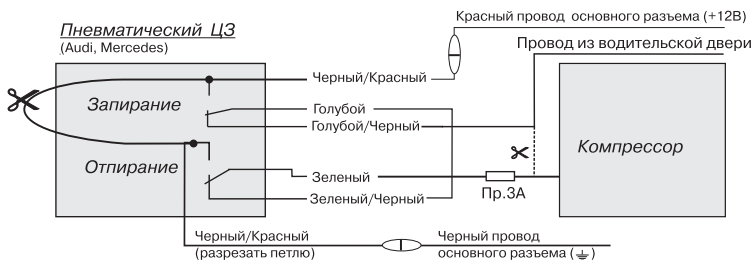 Красный провод основного разъема (+12В)
Пневматический ЦЗ
(Audi, Mercedes)
Провод из водительской двери
Черный/Красный
Запирание
Голубой
Голубой/Черный
Компрессор
Отпирание
Зеленый
Пр.3А
Зеленый/Черный
Черный/Красный
(разрезать петлю)
Черный провод
основного разъема (⏚)